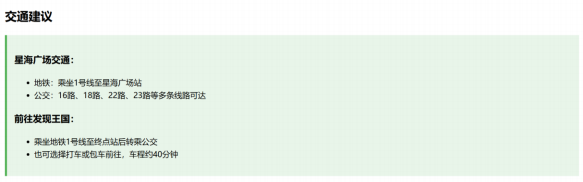 交通建议
星海广场交通：
地铁：乘坐1号线至星海广场站
公交：16路、18路、22路、23路等多条线路可达
前往发现王国：
乘坐地铁1号线至终点站后转乘公交
也可选择打车或包车前往，车程约40分钟